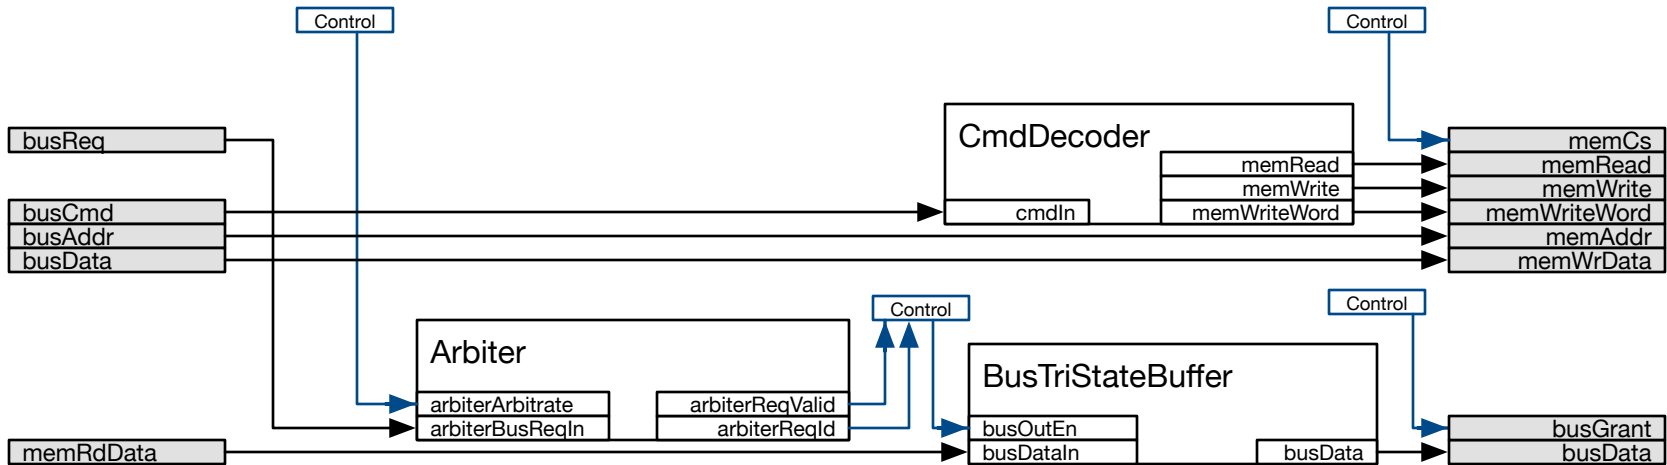 Control
Control
CmdDecoder
busReq
memCs
memRead
memRead
memWrite
memWrite
busCmd
cmdIn
memWriteWord
memWriteWord
busAddr
memAddr
busData
memWrData
Control
Control
Arbiter
BusTriStateBuffer
arbiterArbitrate
arbiterReqValid
arbiterBusReqIn
arbiterReqId
busOutEn
busGrant
memRdData
busDataIn
busData
busData